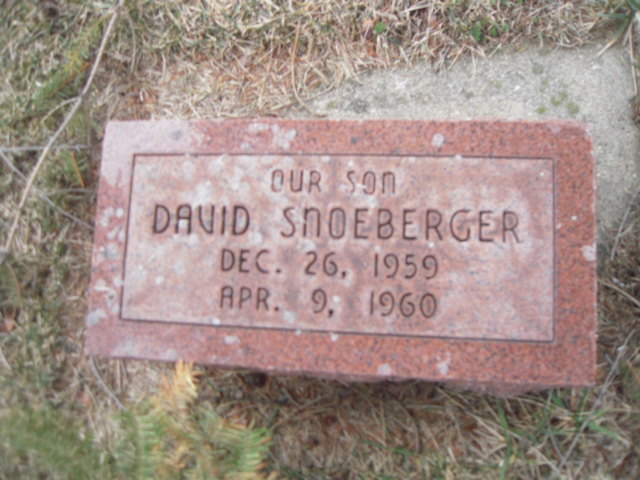 OUR SON
DAVID SNOEBERGER
DEC. 26, 1959
APR. 9, 1960